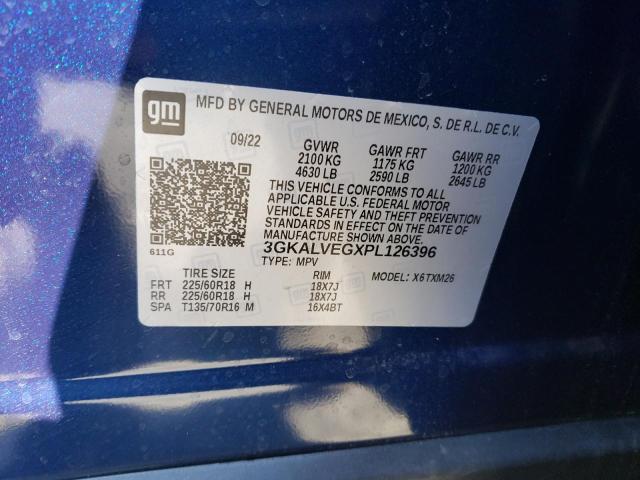 gm
MFD BY GENERAL MOTORS DE MEXICO, S. DE R.L. DE C.V.
09/22 GVWR GAWR FRT GAWR RR
2100 KG 1175 KG 1200 KG
4630 LB 2590 LB 2645 LB
THIS VEHICLE CONFORMS TO ALL
APPLICABLE U.S. FEDERAL MOTOR
VEHICLE SAFETY AND THEFT PREVENTION
STANDARDS IN EFFECT ON THE DATE OF
MANUFACTURE SHOWN ABOVE.
611G
3GKALVEGXPL126396
TYPE: MPV MODEL: X6TXM26
TIRE SIZE RIM
FRT 225/60R18 H 18X7J
RR 225/60R18 H 18X7J
SPA T135/70R16 M 16X4BT